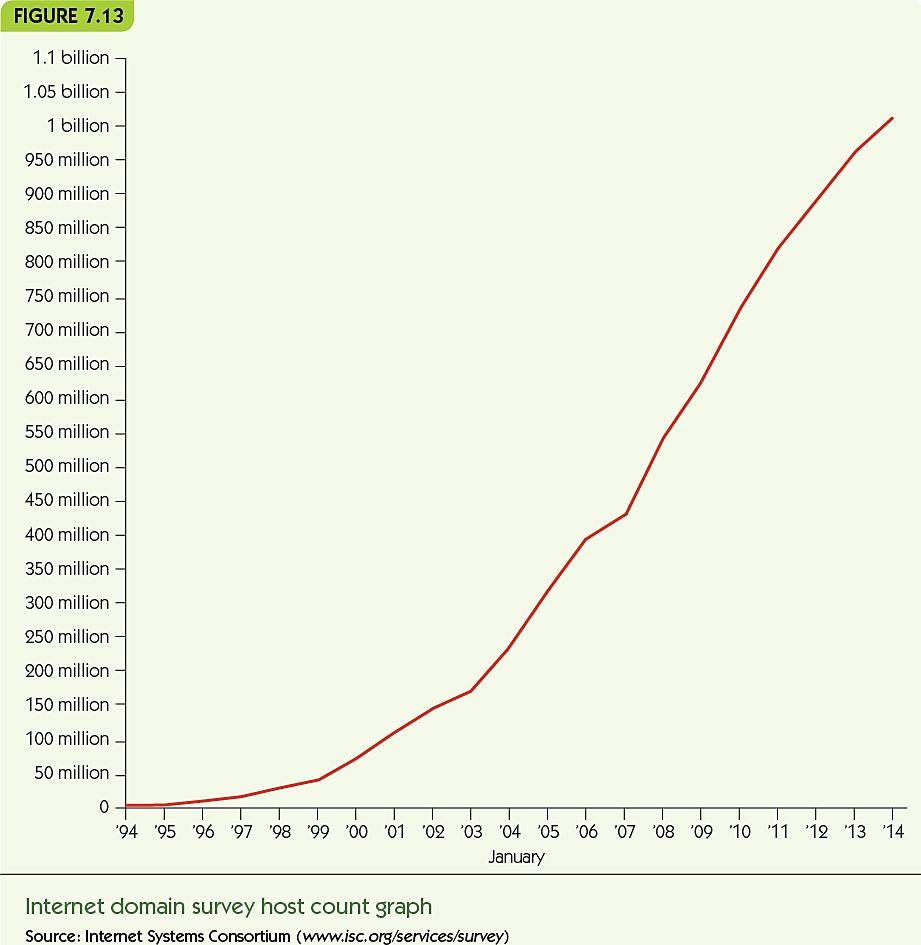 FIGURE 7.13
1.1 billion
1.05 billion
1 billion
950 million
900 million
850 million
800 million
750 million
700 million
650 million
600 million
550 million
500 million
450 million
400 million
350 million
300 million
250 million
200 million
150 million
100 million
50 million
0
’94 ’95 ’96 ’97 ’98 ’99 ’00 ’01 ’02 ’03 ’04 ’05 ’06 ’07 ’08 ’09 ’10 ’11 ’12 ’13 ’14
January
Internet domain survey host count graph
Source: Internet Systems Consortium (www.isc.org/services/survey)